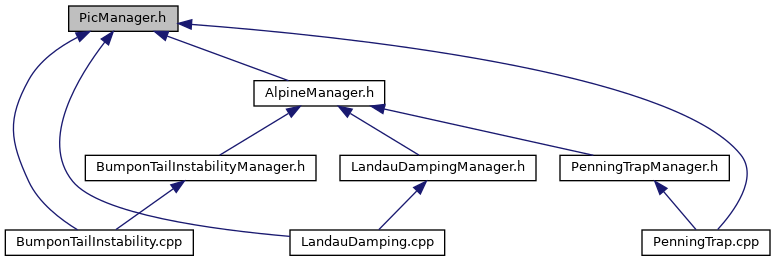 PicManager.h
AlpineManager.h
BumponTailInstabilityManager.h
LandauDampingManager.h
PenningTrapManager.h
BumponTailInstability.cpp
LandauDamping.cpp
PenningTrap.cpp